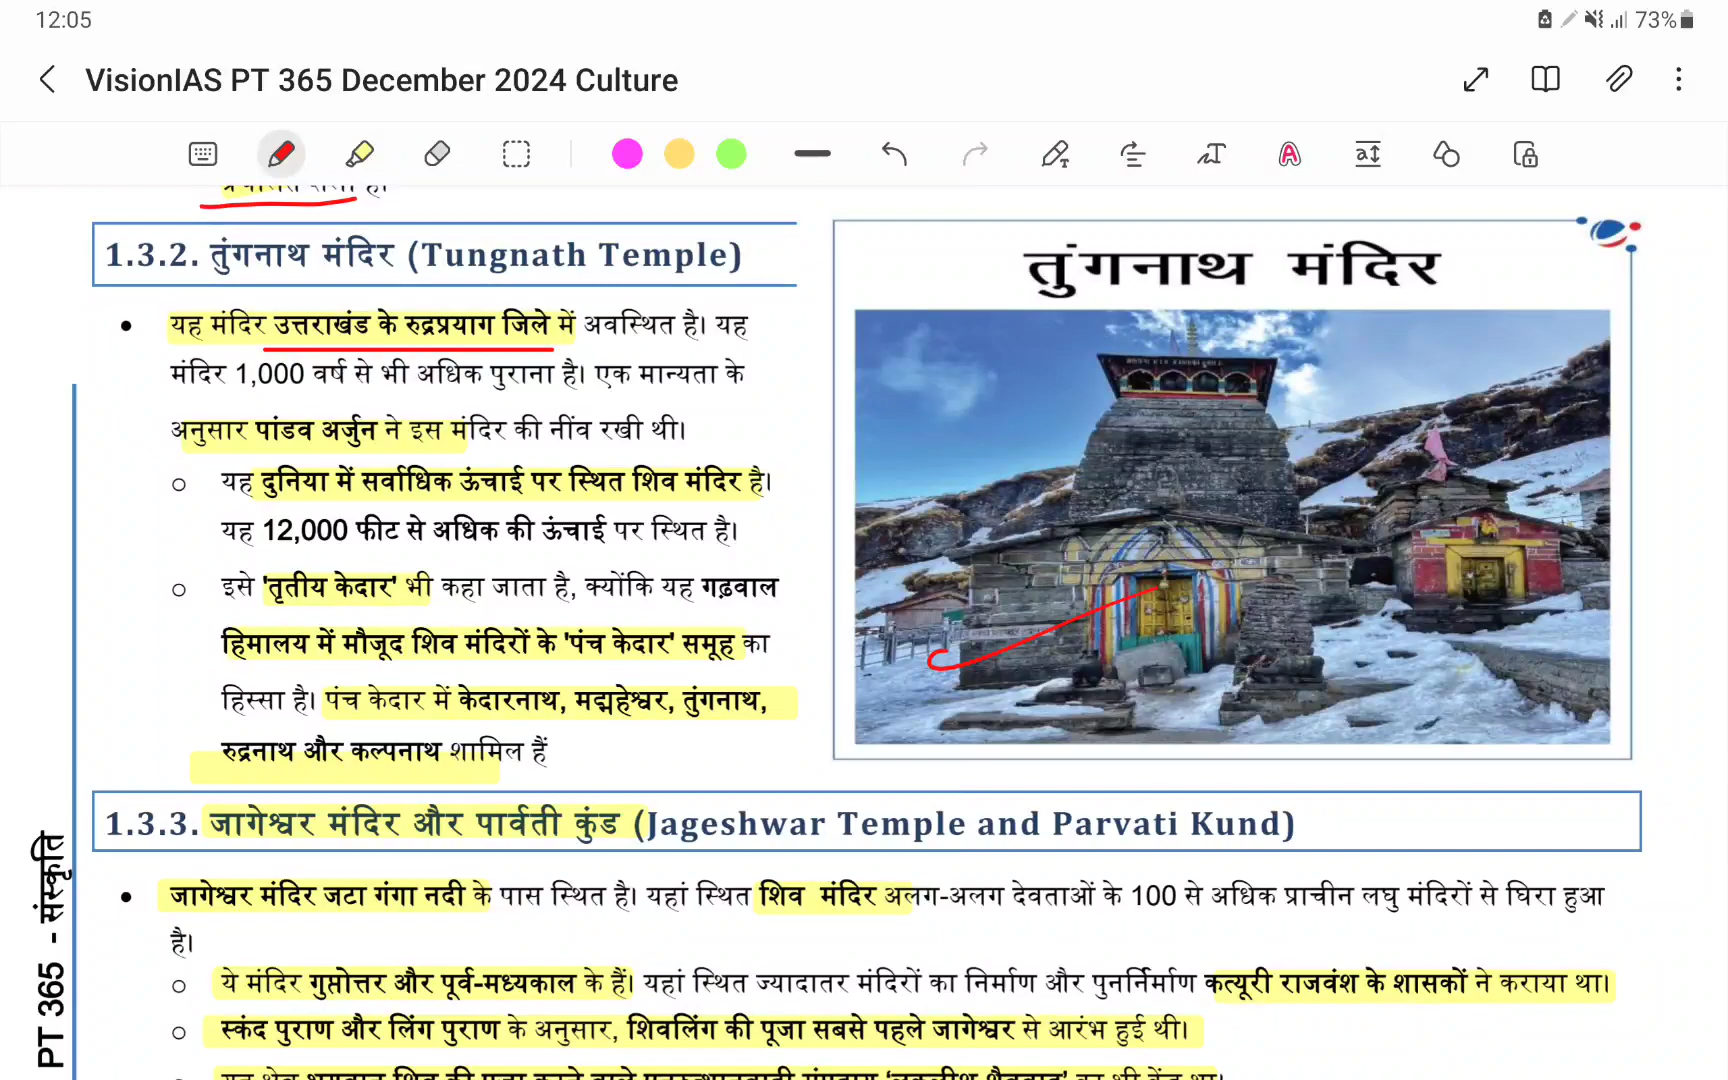 12:05
73%
VisionIAS PT 365 December 2024 Culture
1.3.2. तुंगनाथ मंदिर (Tungnath Temple)
यह मंदिर उत्तराखंड के रुद्रप्रयाग जिले में अवस्थित है। यह
मंदिर 1,000 वर्ष से भी अधिक पुराना है। एक मान्यता के
अनुसार पांडव अर्जुन ने इस मंदिर की नींव रखी थी।
यह दुनिया में सर्वाधिक ऊंचाई पर स्थित शिव मंदिर है।
यह 12,000 फीट से अधिक की ऊंचाई पर स्थित है।
इसे 'तृतीय केदार' भी कहा जाता है, क्योंकि यह गढ़वाल
हिमालय में मौजूद शिव मंदिरों के 'पंच केदार' समूह का
हिस्सा है। पंच केदार में केदारनाथ, मद्महेश्वर, तुंगनाथ,
रुद्रनाथ और कल्पनाथ शामिल हैं
तुंगनाथ मंदिर
1.3.3. जागेश्वर मंदिर और पार्वती कुंड (Jageshwar Temple and Parvati Kund)
जागेश्वर मंदिर जटा गंगा नदी के पास स्थित है। यहां स्थित शिव मंदिर अलग-अलग देवताओं के 100 से अधिक प्राचीन लघु मंदिरों से घिरा हुआ
है।
ये मंदिर गुप्तोत्तर और पूर्व-मध्यकाल के हैं। यहां स्थित ज्यादातर मंदिरों का निर्माण और पुनर्निर्माण कत्यूरी राजवंश के शासकों ने कराया था।
स्कंद पुराण और लिंग पुराण के अनुसार, शिवलिंग की पूजा सबसे पहले जागेश्वर से आरंभ हुई थी।
PT 365 - संस्कृति